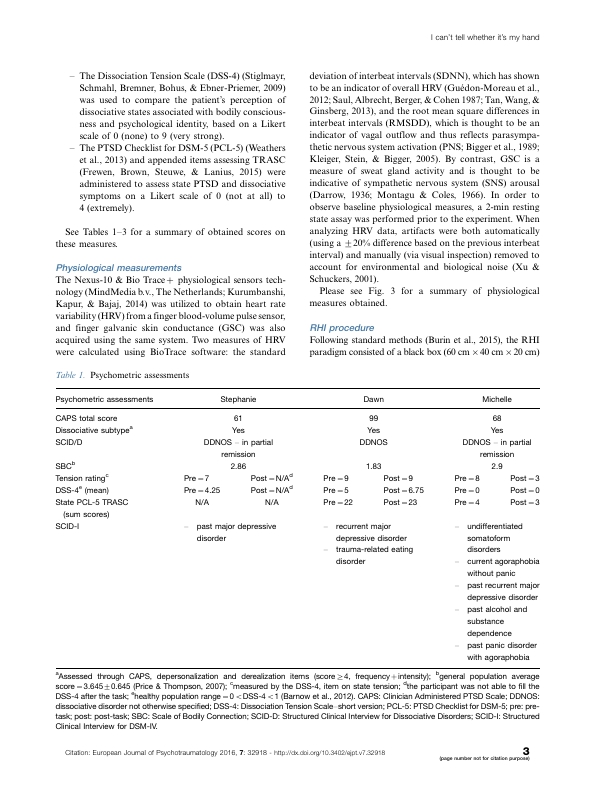 I can't tell whether it's my hand
– The Dissociation Tension Scale (DSS-4) (Stiglmayr,
Schmahl, Bremner, Bohus, & Ebner-Priemer, 2009)
was used to compare the patient's perception of
dissociative states associated with bodily conscious-
ness and psychological identity, based on a Likert
scale of 0 (none) to 9 (very strong).
– The PTSD Checklist for DSM-5 (PCL-5) (Weathers
et al., 2013) and appended items assessing TRASC
(Frewen, Brown, Steuwe, & Lanius, 2015) were
administered to assess state PTSD and dissociative
symptoms on a Likert scale of 0 (not at all) to
4 (extremely).
See Tables 1–3 for a summary of obtained scores on
these measures.
Physiological measurements
The Nexus-10 & Bio Trace+ physiological sensors tech-
nology (MindMedia b.v., The Netherlands; Kurumbanshi,
Kapur, & Bajaj, 2014) was utilized to obtain heart rate
variability (HRV) from a finger blood-volume pulse sensor,
and finger galvanic skin conductance (GSC) was also
acquired using the same system. Two measures of HRV
were calculated using BioTrace software: the standard
deviation of interbeat intervals (SDNN), which has shown
to be an indicator of overall HRV (Guédon-Moreau et al.,
2012; Saul, Albrecht, Berger, & Cohen 1987; Tan, Wang, &
Ginsberg, 2013), and the root mean square differences in
interbeat intervals (RMSDD), which is thought to be an
indicator of vagal outflow and thus reflects parasympa-
thetic nervous system activation (PNS; Bigger et al., 1989;
Kleiger, Stein, & Bigger, 2005). By contrast, GSC is a
measure of sweat gland activity and is thought to be
indicative of sympathetic nervous system (SNS) arousal
(Darrow, 1936; Montagu & Coles, 1966). In order to
observe baseline physiological measures, a 2-min resting
state assay was performed prior to the experiment. When
analyzing HRV data, artifacts were both automatically
(using a ±20% difference based on the previous interbeat
interval) and manually (via visual inspection) removed to
account for environmental and biological noise (Xu &
Schuckers, 2001).
Please see Fig. 3 for a summary of physiological
measures obtained.
RHI procedure
Following standard methods (Burin et al., 2015), the RHI
paradigm consisted of a black box (60 cm × 40 cm × 20 cm)
Table 1. Psychometric assessments
Psychometric assessments Stephanie Dawn Michelle
CAPS total score 61 99 68
Dissociative subtypea Yes Yes Yes
SCID/D DDNOS – in partial DDNOS DDNOS – in partial
remission remission
SBCb 2.86 1.83 2.9
Tension ratingc Pre=7 Post=N/Ad Pre=9 Post=9 Pre=8 Post=3
DSS-4e (mean) Pre=4.25 Post=N/Ad Pre=5 Post=6.75 Pre=0 Post=0
State PCL-5 TRASC N/A N/A Pre=22 Post=23 Pre=4 Post=3
(sum scores)
SCID-I – past major depressive – recurrent major – undifferentiated
disorder depressive disorder somatoform
– trauma-related eating disorders
disorder – current agoraphobia
without panic
– past recurrent major
depressive disorder
– past alcohol and
substance
dependence
– past panic disorder
with agoraphobia
aAssessed through CAPS, depersonalization and derealization items (score≥4, frequency+intensity); bgeneral population average
score=3.645±0.645 (Price & Thompson, 2007); cmeasured by the DSS-4, item on state tension; dthe participant was not able to fill the
DSS-4 after the task; ehealthy population range=0<DSS-4<1 (Barnow et al., 2012). CAPS: Clinician Administered PTSD Scale; DDNOS:
dissociative disorder not otherwise specified; DSS-4: Dissociation Tension Scale–short version; PCL-5: PTSD Checklist for DSM-5; pre: pre-
task; post: post-task; SBC: Scale of Bodily Connection; SCID-D: Structured Clinical Interview for Dissociative Disorders; SCID-I: Structured
Clinical Interview for DSM-IV.
Citation: European Journal of Psychotraumatology 2016, 7: 32918 - http://dx.doi.org/10.3402/ejpt.v7.32918
3
(page number not for citation purpose)